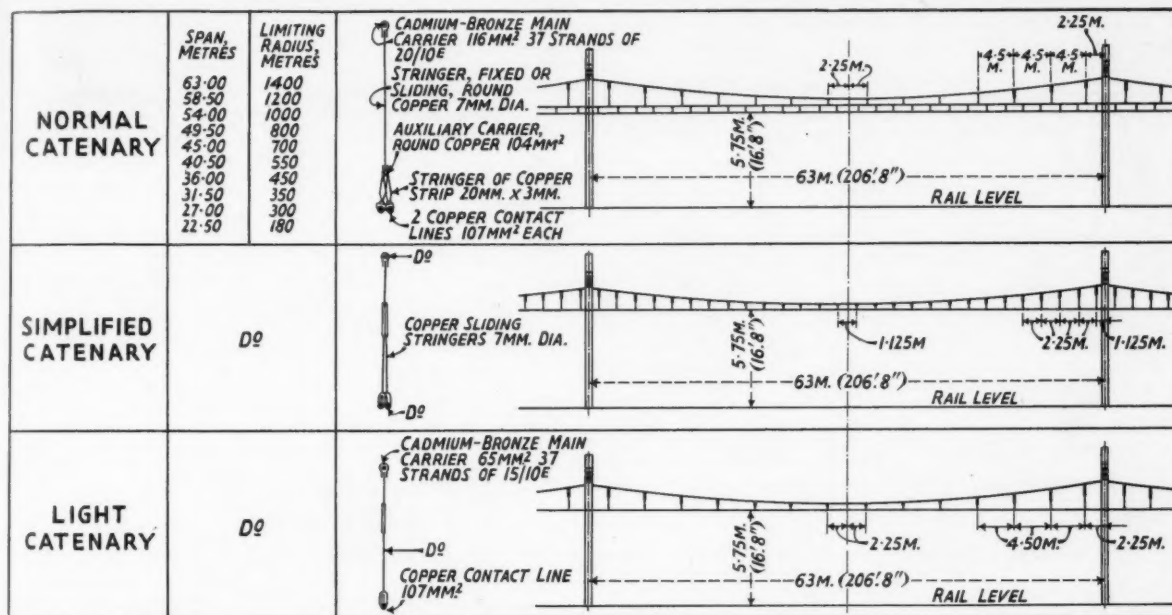 SPAN, METRES
LIMITING RADIUS, METRES
63·00 1400
58·50 1200
54·00 1000
49·50 800
45·00 700
40·50 550
36·00 450
31·50 350
27·00 300
22·50 180
NORMAL
CATENARY
CADMIUM-BRONZE MAIN
CARRIER 116MM² 37 STRANDS OF
20/10E
STRINGER, FIXED OR
SLIDING, ROUND
COPPER 7MM. DIA.
AUXILIARY CARRIER,
ROUND COPPER 104MM²
STRINGER OF COPPER
STRIP 20MM. X 3MM.
2 COPPER CONTACT
LINES 107MM² EACH
2·25M.
2·25M.
4·5 M.
4·5 M.
4·5 M.
5·75M.
(16'.8")
63M. (206'.8")
RAIL LEVEL
SIMPLIFIED
CATENARY
Dº
Dº
COPPER SLIDING
STRINGERS 7MM. DIA.
Dº
1·125M
2·25M.
1·125M
5·75M.
(16'.8")
63M. (206'.8")
RAIL LEVEL
LIGHT
CATENARY
Dº
CADMIUM-BRONZE MAIN
CARRIER 65MM² 37
STRANDS OF 15/10E
Dº
COPPER CONTACT LINE
107MM²
2·25M.
4·50M.
2·25M.
5·75M.
(16'.8")
63M. (206'.8")
RAIL LEVEL